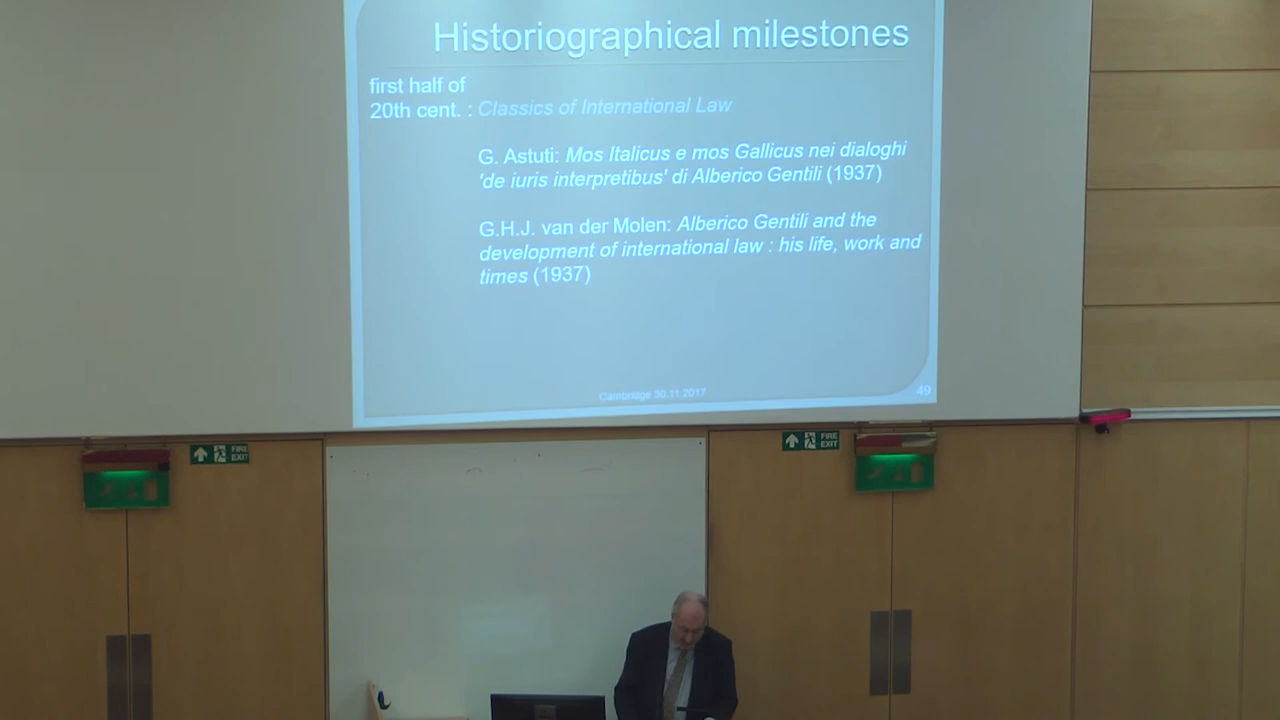 Historiographical milestones
first half of
20th cent. : Classics of International Law
G. Astuti: Mos Italicus e mos Gallicus nei dialoghi
'de iuris interpretibus' di Alberico Gentili (1937)
G.H.J. van der Molen: Alberico Gentili and the
development of international law : his life, work and
times (1937)
Cambridge 30.11.2017
49
FIRE
EXIT
FIRE
EXIT